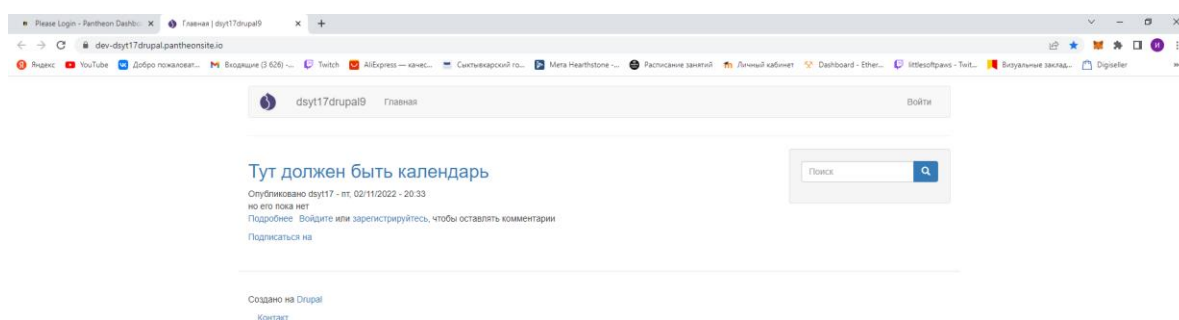 Please Login - Pantheon Dashbo
Главная | dsyt17drupal9
dev-dsyt17drupal.pantheonsite.io
Яндекс YouTube Добро пожаловат... Входящие (3 626) -... Twitch AliExpress — качес... Сыктывкарский го... Мета Hearthstone -... Расписание занятий Личный кабинет Dashboard - Ether... littlesoftpaws - Twit... Визуальные заклад... Digiseller
dsyt17drupal9 Главная Войти
Тут должен быть календарь
Поиск
Опубликовано dsyt17 - пт, 02/11/2022 - 20:33
но его пока нет
Подробнее Войдите или зарегистрируйтесь, чтобы оставлять комментарии
Подписаться на
Создано на Drupal
Контакт